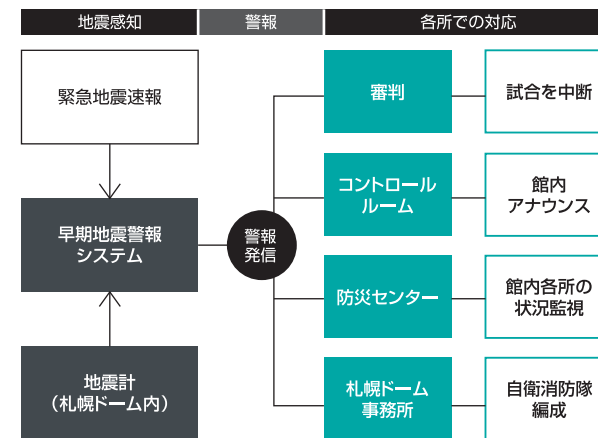 地震感知
警報
各所での対応
緊急地震速報
早期地震警報
システム
地震計
（札幌ドーム内）
警報
発信
審判
試合を中断
コントロール
ルーム
館内
アナウンス
防災センター
館内各所の
状況監視
札幌ドーム
事務所
自衛消防隊
編成